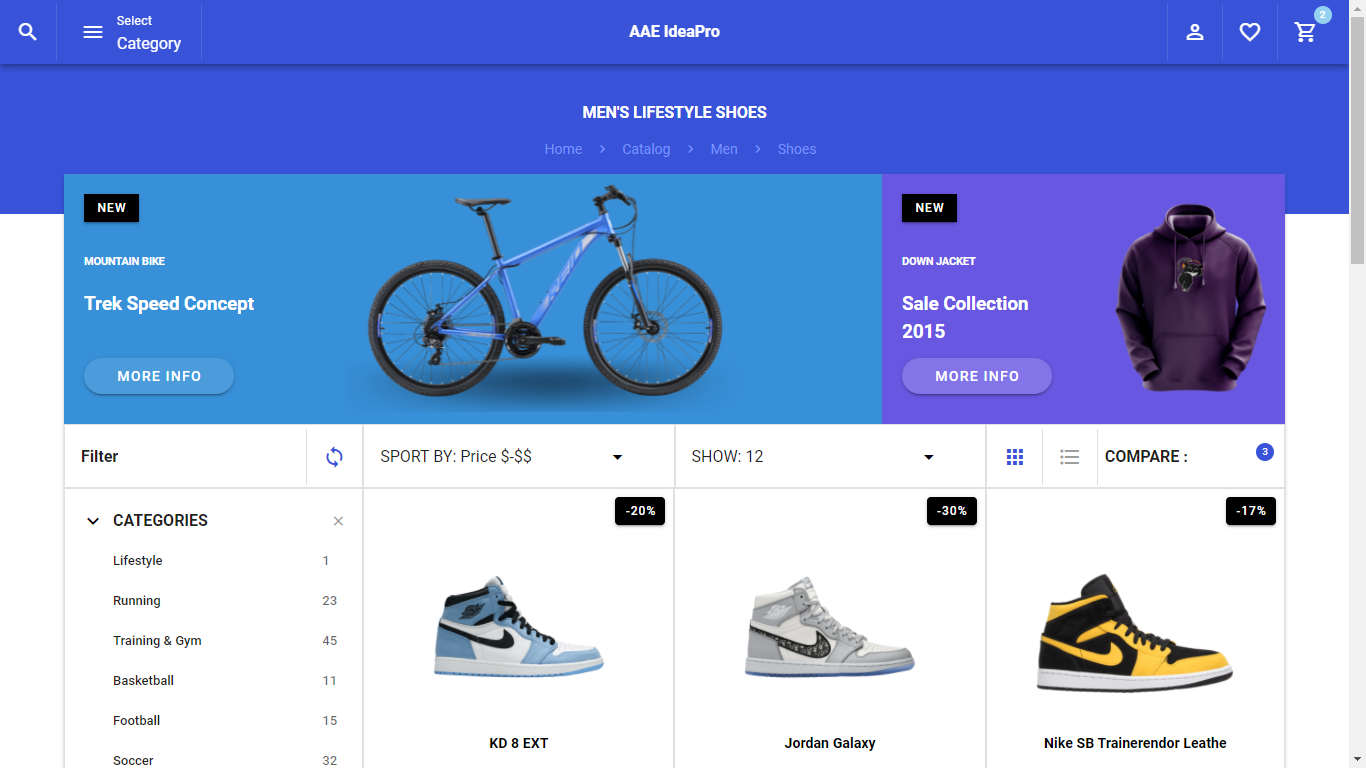 Select
Category
AAE IdeaPro
2
MEN'S LIFESTYLE SHOES
Home > Catalog > Men > Shoes
NEW
MOUNTAIN BIKE
Trek Speed Concept
MORE INFO
NEW
DOWN JACKET
Sale Collection
2015
MORE INFO
Filter
SPORT BY: Price $-$$
SHOW: 12
COMPARE :
3
CATEGORIES
Lifestyle 1
Running 23
Training & Gym 45
Basketball 11
Football 15
Soccer 32
-20%
KD 8 EXT
-30%
Jordan Galaxy
-17%
Nike SB Trainerendor Leathe